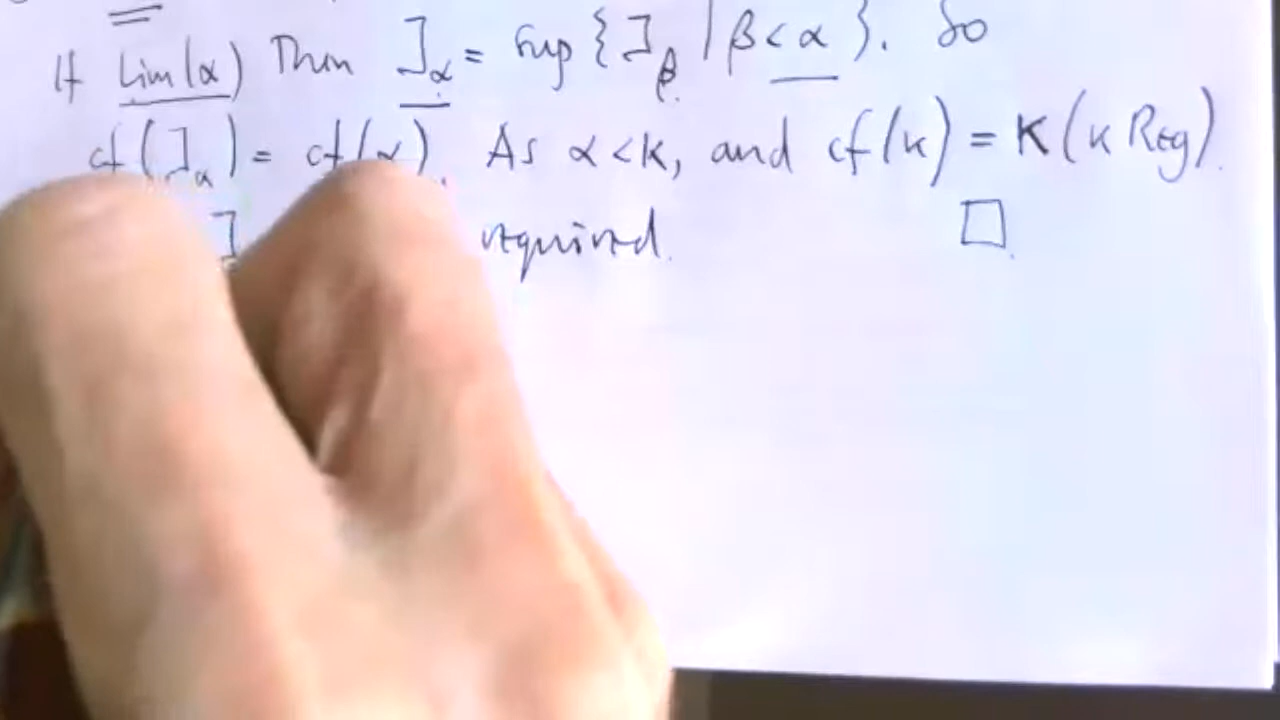 If Lim(α) Then ℶ_α = sup{ℶ_β | β<α}. So
cf(ℶ_α) = cf(α). As α<κ, and cf(κ) = κ (κ Reg).
ℶ required. □